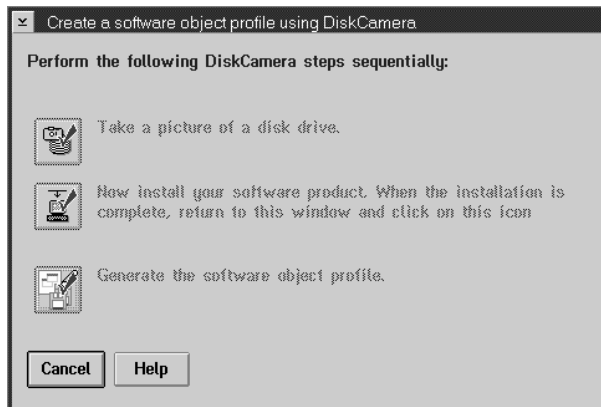 Create a software object profile using DiskCamera
Perform the following DiskCamera steps sequentially:
Take a picture of a disk drive.
Now install your software product. When the installation is
complete, return to this window and click on this icon
Generate the software object profile.
Cancel Help